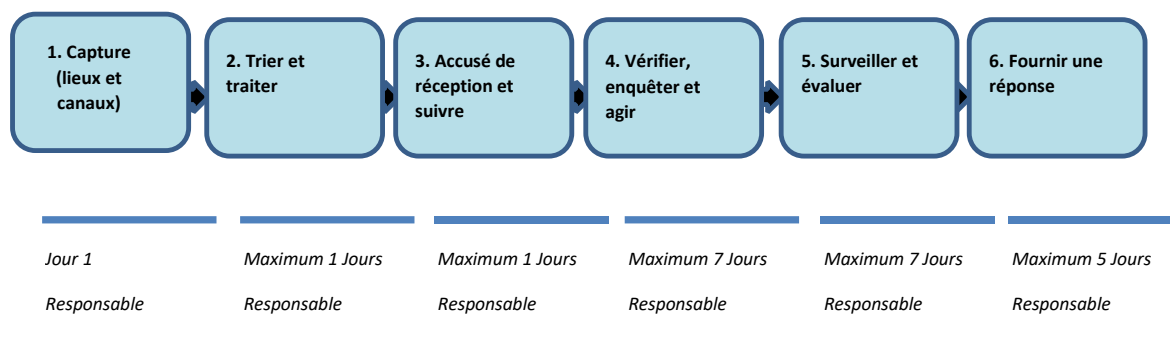 1. Capture
(lieux et
canaux)
2. Trier et
traiter
3. Accusé de
réception et
suivre
4. Vérifier,
enquêter et
agir
5. Surveiller et
évaluer
6. Fournir une
réponse
Jour 1
Maximum 1 Jours
Maximum 1 Jours
Maximum 7 Jours
Maximum 7 Jours
Maximum 5 Jours
Responsable
Responsable
Responsable
Responsable
Responsable
Responsable